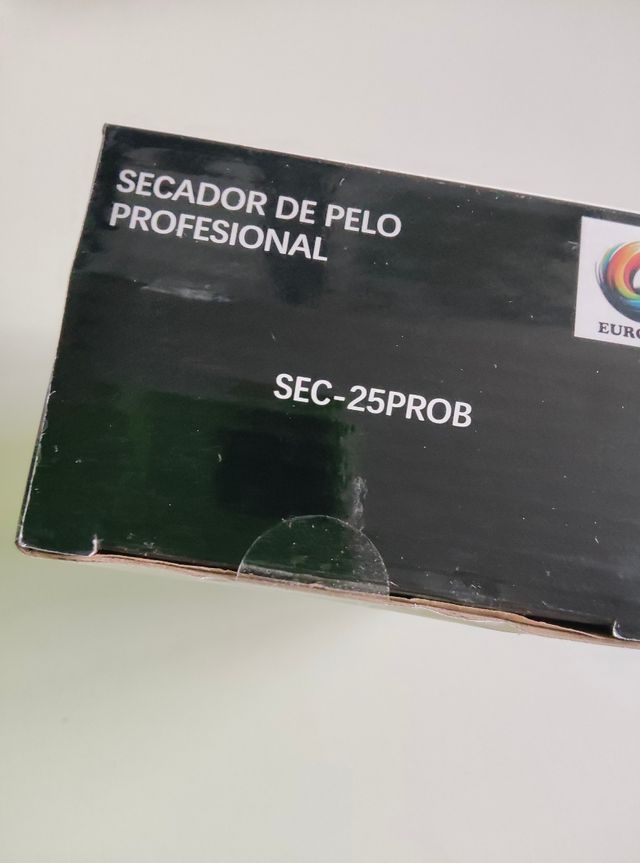 SECADOR DE PELO
PROFESIONAL
SEC-25PROB